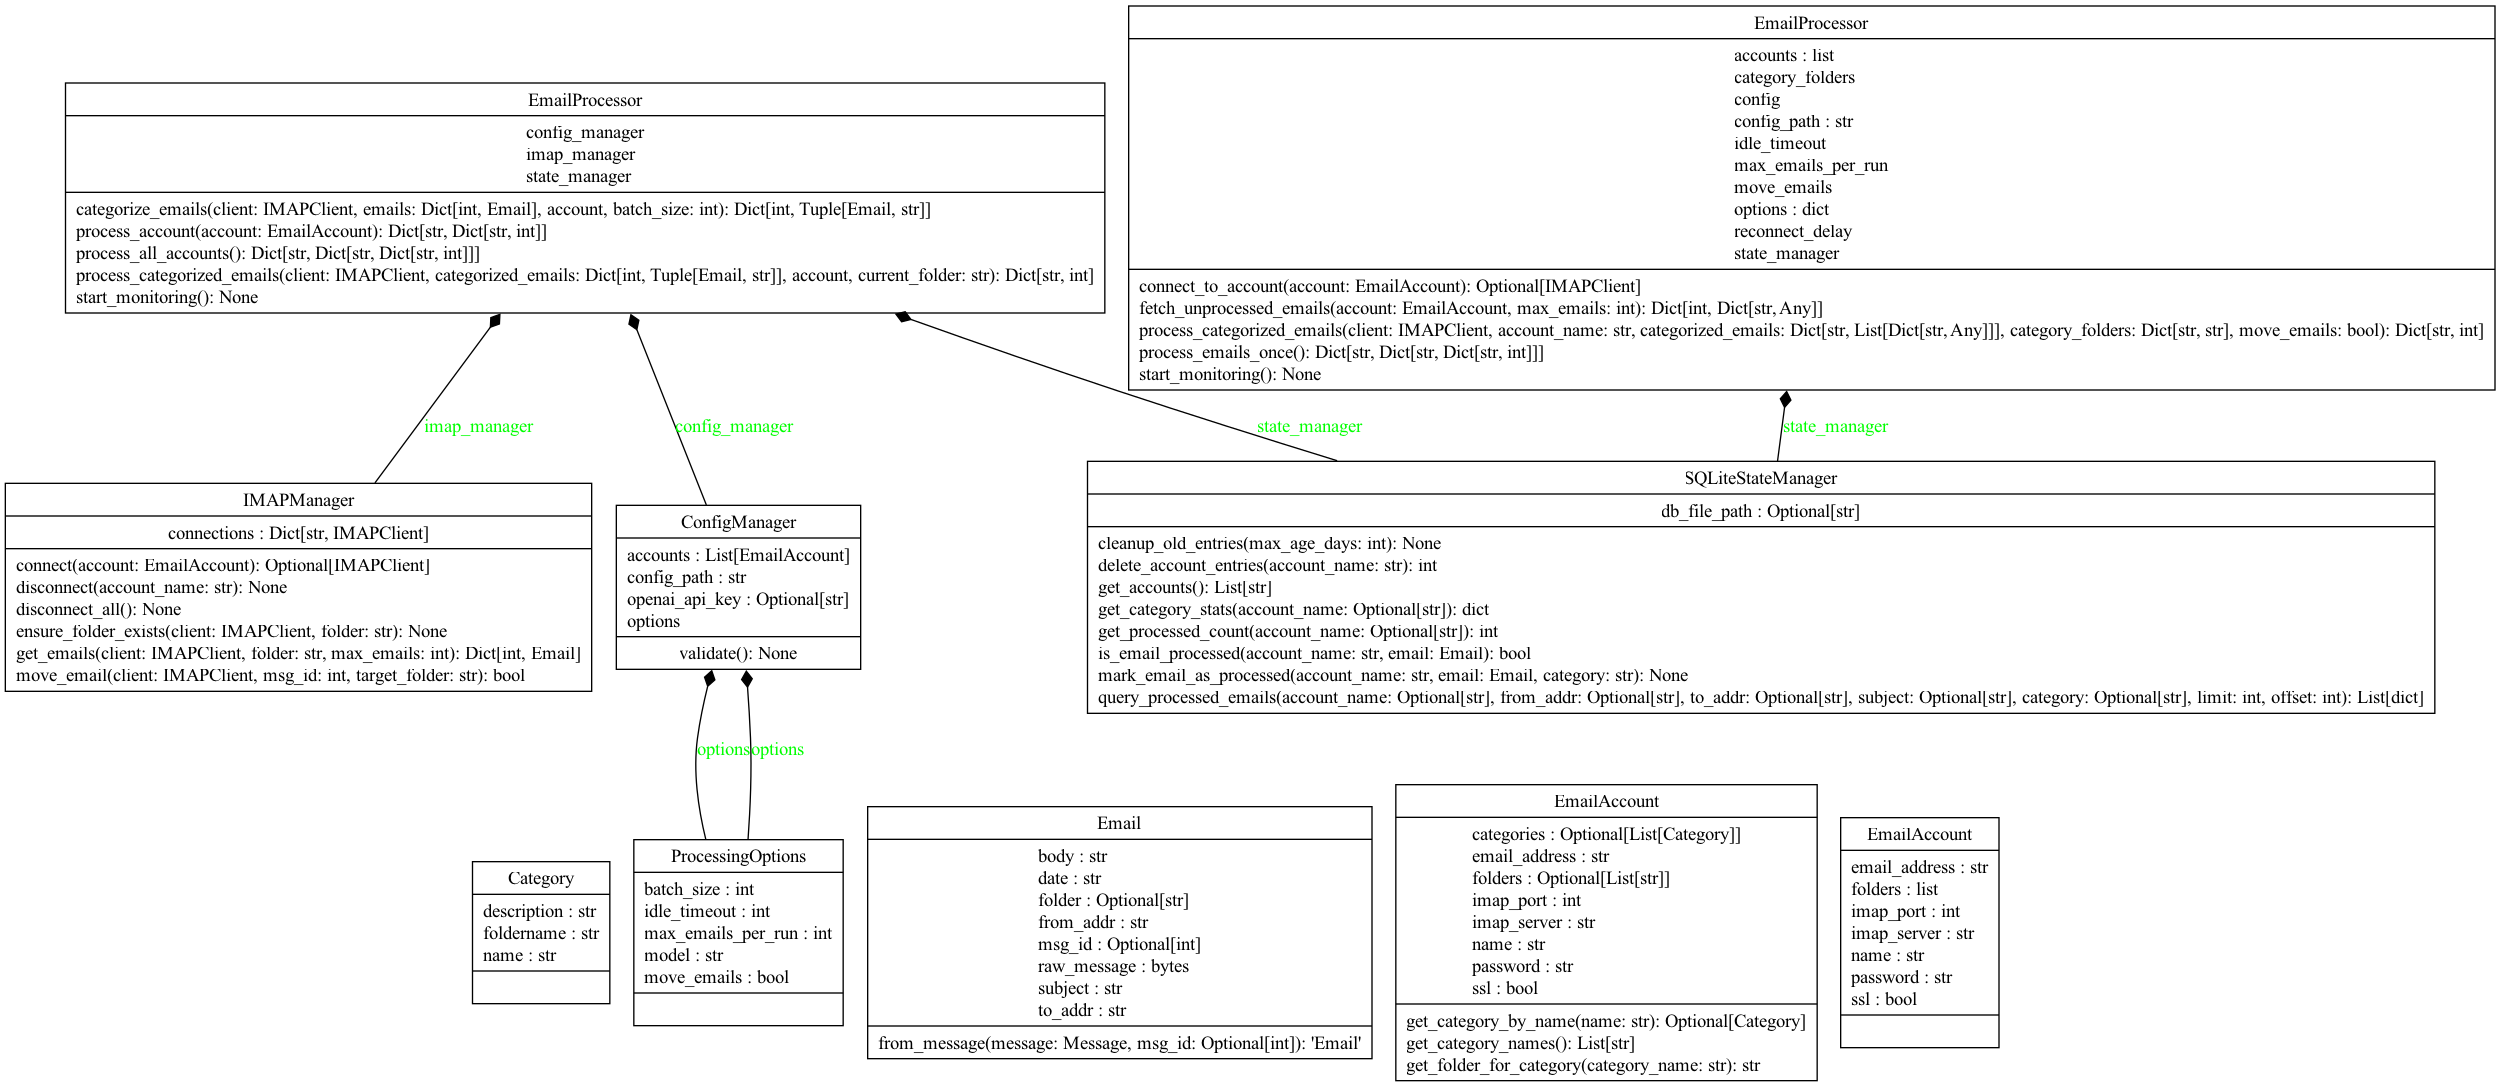 EmailProcessor
accounts : list
category_folders
config
config_path : str
idle_timeout
max_emails_per_run
move_emails
options : dict
reconnect_delay
state_manager
connect_to_account(account: EmailAccount): Optional[IMAPClient]
fetch_unprocessed_emails(account: EmailAccount, max_emails: int): Dict[int, Dict[str, Any]]
process_categorized_emails(client: IMAPClient, account_name: str, categorized_emails: Dict[str, List[Dict[str, Any]]], category_folders: Dict[str, str], move_emails: bool): Dict[str, int]
process_emails_once(): Dict[str, Dict[str, Dict[str, int]]]
start_monitoring(): None
EmailProcessor
config_manager
imap_manager
state_manager
categorize_emails(client: IMAPClient, emails: Dict[int, Email], account, batch_size: int): Dict[int, Tuple[Email, str]]
process_account(account: EmailAccount): Dict[str, Dict[str, int]]
process_all_accounts(): Dict[str, Dict[str, Dict[str, int]]]
process_categorized_emails(client: IMAPClient, categorized_emails: Dict[int, Tuple[Email, str]], account, current_folder: str): Dict[str, int]
start_monitoring(): None
imap_manager
config_manager
state_manager
state_manager
IMAPManager
connections : Dict[str, IMAPClient]
connect(account: EmailAccount): Optional[IMAPClient]
disconnect(account_name: str): None
disconnect_all(): None
ensure_folder_exists(client: IMAPClient, folder: str): None
get_emails(client: IMAPClient, folder: str, max_emails: int): Dict[int, Email]
move_email(client: IMAPClient, msg_id: int, target_folder: str): bool
ConfigManager
accounts : List[EmailAccount]
config_path : str
openai_api_key : Optional[str]
options
validate(): None
SQLiteStateManager
db_file_path : Optional[str]
cleanup_old_entries(max_age_days: int): None
delete_account_entries(account_name: str): int
get_accounts(): List[str]
get_category_stats(account_name: Optional[str]): dict
get_processed_count(account_name: Optional[str]): int
is_email_processed(account_name: str, email: Email): bool
mark_email_as_processed(account_name: str, email: Email, category: str): None
query_processed_emails(account_name: Optional[str], from_addr: Optional[str], to_addr: Optional[str], subject: Optional[str], category: Optional[str], limit: int, offset: int): List[dict]
options
options
Category
description : str
foldername : str
name : str
ProcessingOptions
batch_size : int
idle_timeout : int
max_emails_per_run : int
model : str
move_emails : bool
Email
body : str
date : str
folder : Optional[str]
from_addr : str
msg_id : Optional[int]
raw_message : bytes
subject : str
to_addr : str
from_message(message: Message, msg_id: Optional[int]): 'Email'
EmailAccount
categories : Optional[List[Category]]
email_address : str
folders : Optional[List[str]]
imap_port : int
imap_server : str
name : str
password : str
ssl : bool
get_category_by_name(name: str): Optional[Category]
get_category_names(): List[str]
get_folder_for_category(category_name: str): str
EmailAccount
email_address : str
folders : list
imap_port : int
imap_server : str
name : str
password : str
ssl : bool